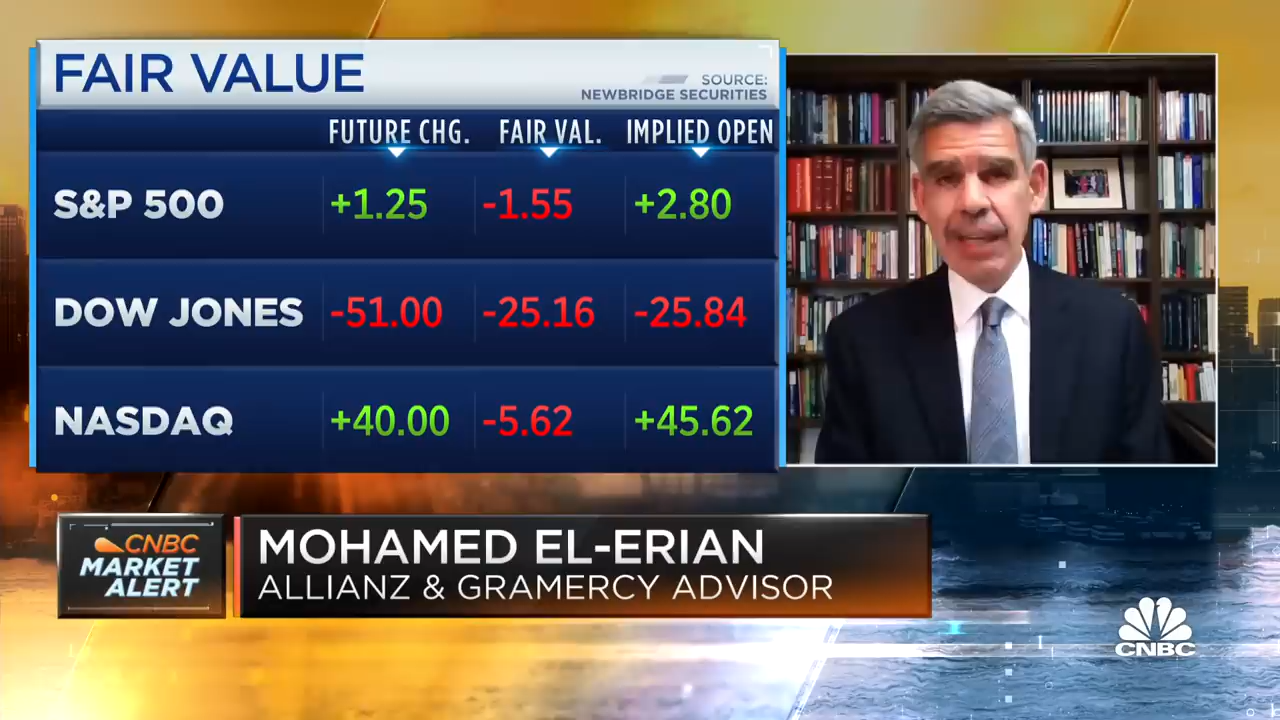 FAIR VALUE
SOURCE:
NEWBRIDGE SECURITIES
FUTURE CHG. FAIR VAL. IMPLIED OPEN
S&P 500 +1.25 -1.55 +2.80
DOW JONES -51.00 -25.16 -25.84
NASDAQ +40.00 -5.62 +45.62
CNBC
MARKET
ALERT
MOHAMED EL-ERIAN
ALLIANZ & GRAMERCY ADVISOR
CNBC